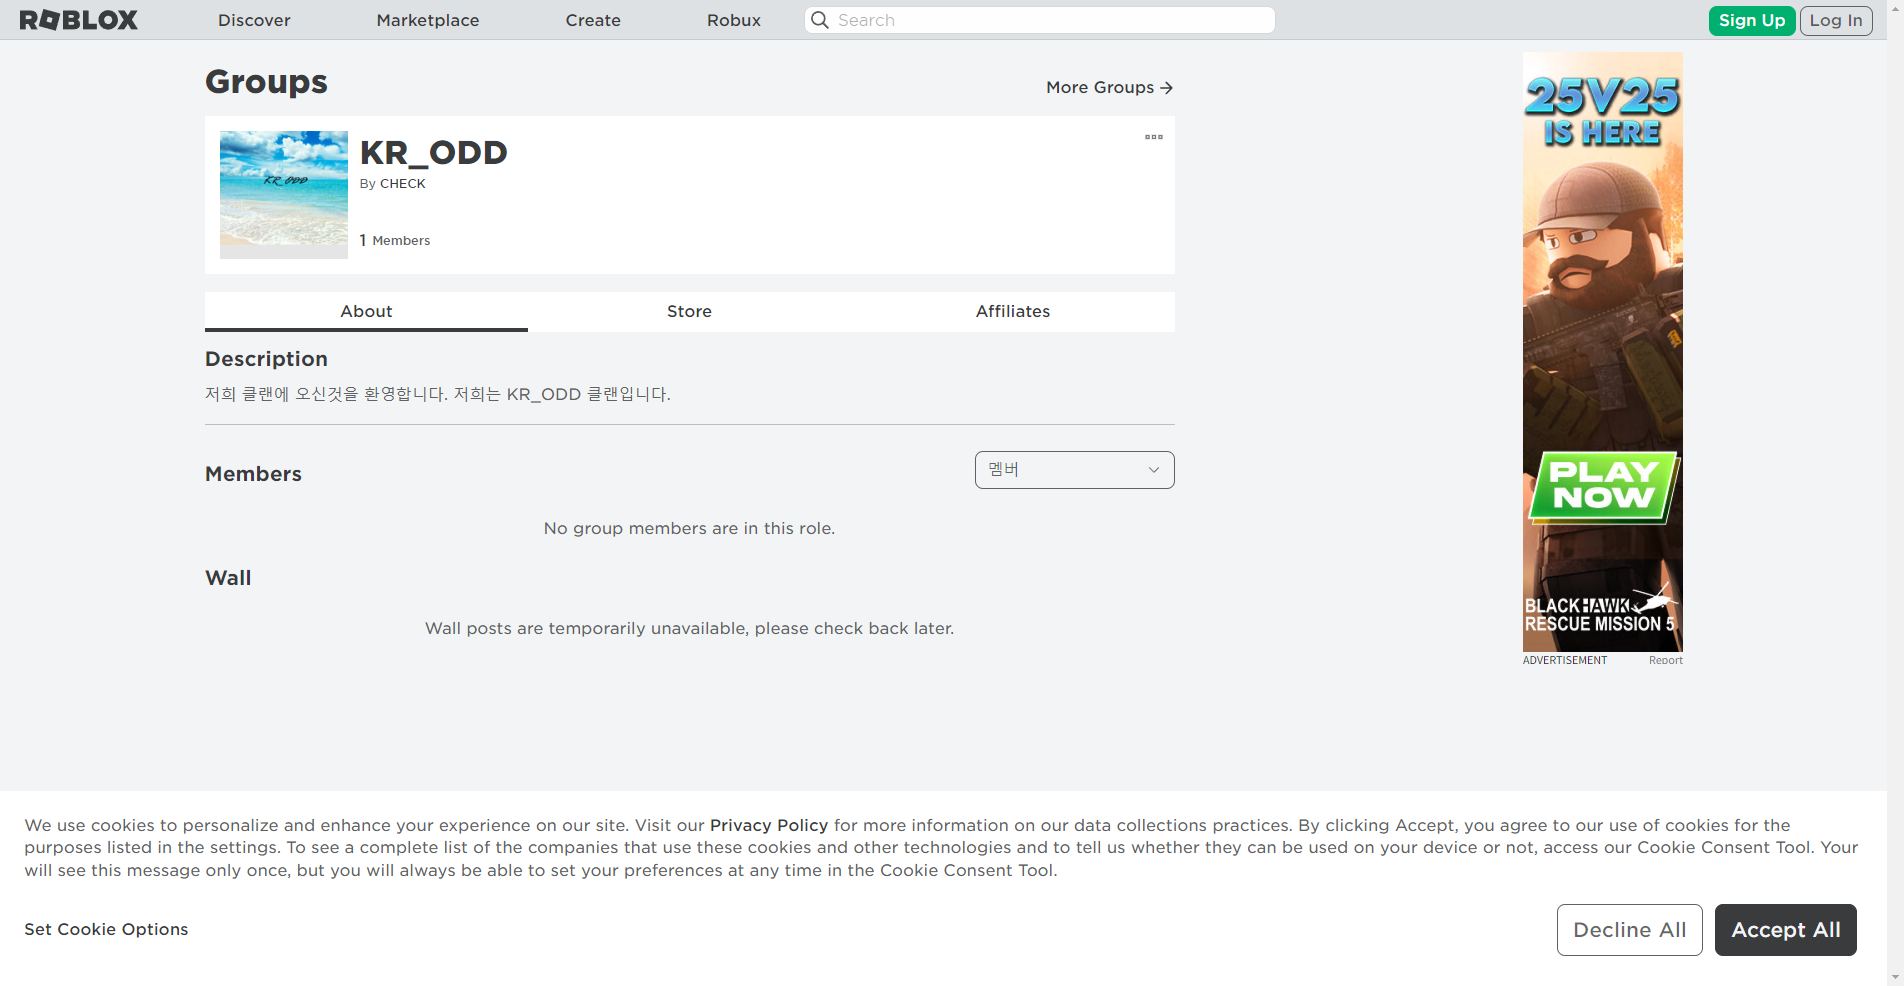 ROBLOX
Discover
Marketplace
Create
Robux
Search
Sign Up
Log In
Groups
More Groups
KR_ODD
KR_ODD
By CHECK
1 Members
About
Store
Affiliates
Description
저희 클랜에 오신것을 환영합니다. 저희는 KR_ODD 클랜입니다.
Members
멤버
No group members are in this role.
Wall
Wall posts are temporarily unavailable, please check back later.
25V25
IS HERE
PLAY
NOW
BLACKHAWK
RESCUE MISSION 5
ADVERTISEMENT
Report
We use cookies to personalize and enhance your experience on our site. Visit our Privacy Policy for more information on our data collections practices. By clicking Accept, you agree to our use of cookies for the
purposes listed in the settings. To see a complete list of the companies that use these cookies and other technologies and to tell us whether they can be used on your device or not, access our Cookie Consent Tool. Your
will see this message only once, but you will always be able to set your preferences at any time in the Cookie Consent Tool.
Set Cookie Options
Decline All
Accept All